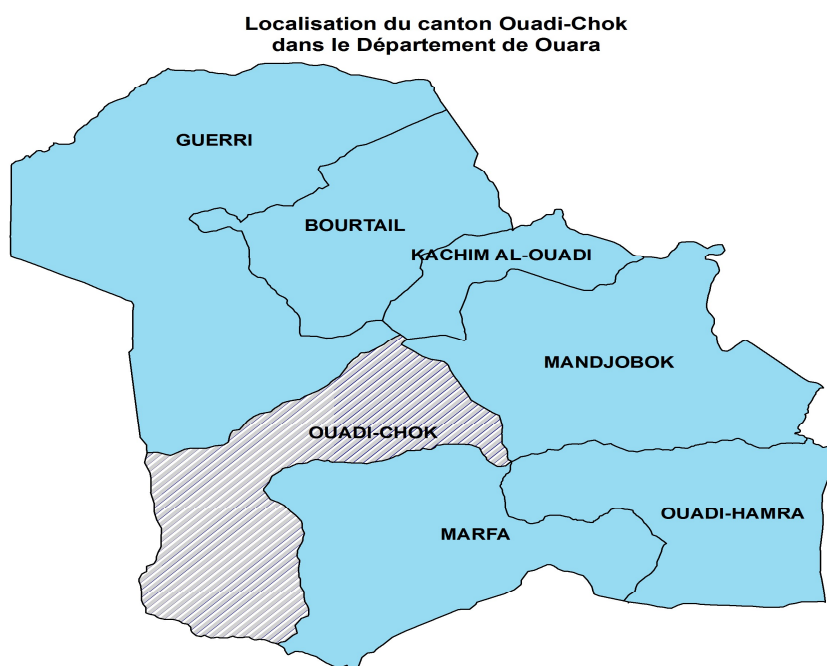 Localisation du canton Ouadi-Chok
dans le Département de Ouara
GUERRI
BOURTAIL
KACHIM AL-OUADI
MANDJOBOK
OUADI-CHOK
OUADI-HAMRA
MARFA